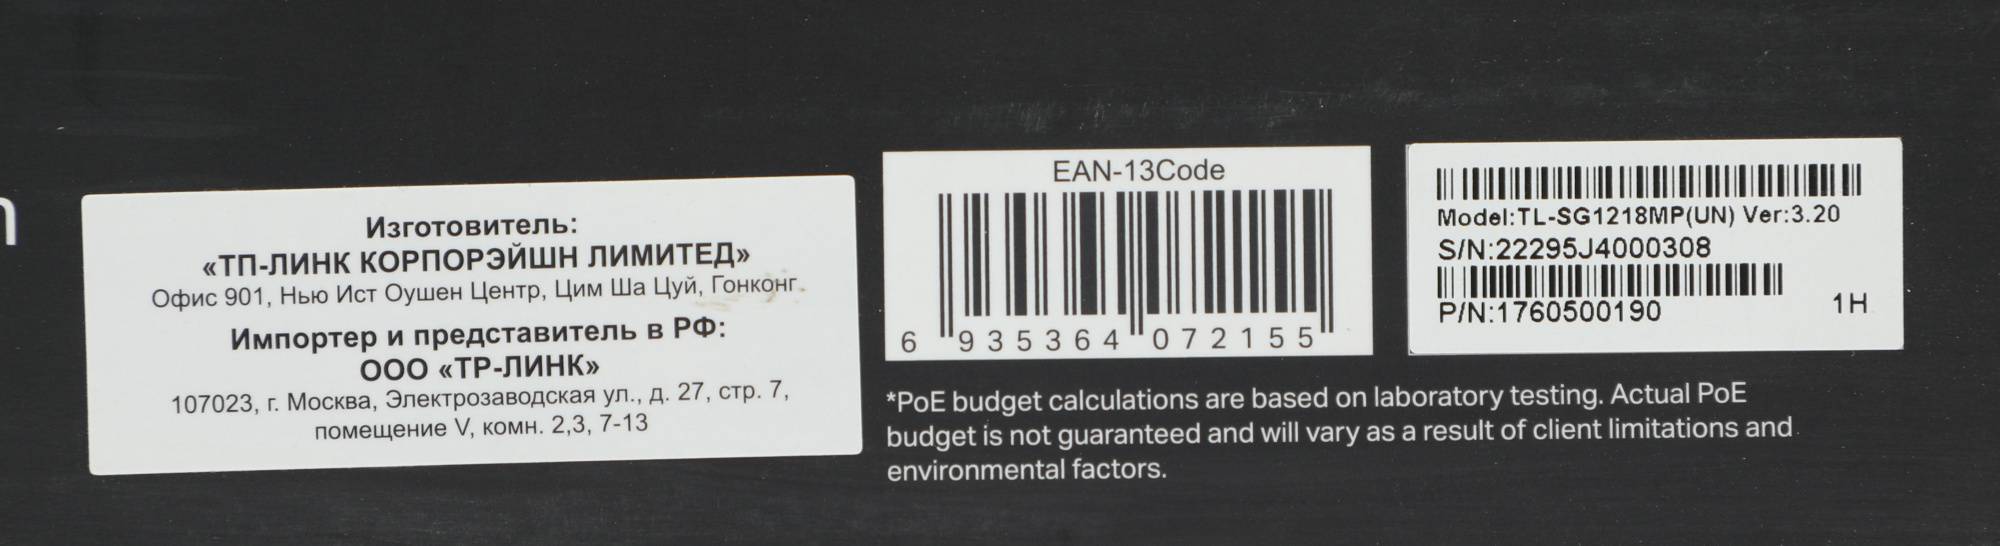 Изготовитель:
«ТП-ЛИНК КОРПОРЭЙШН ЛИМИТЕД»
Офис 901, Нью Ист Оушен Центр, Цим Ша Цуй, Гонконг.
Импортер и представитель в РФ:
ООО «ТР-ЛИНК»
107023, г. Москва, Электрозаводская ул., д. 27, стр. 7,
помещение V, комн. 2,3, 7-13
EAN-13Code
6 935364 072155
*PoE budget calculations are based on laboratory testing. Actual PoE
budget is not guaranteed and will vary as a result of client limitations and
environmental factors.
Model:TL-SG1218MP(UN) Ver:3.20
S/N:22295J4000308
P/N:1760500190
1H